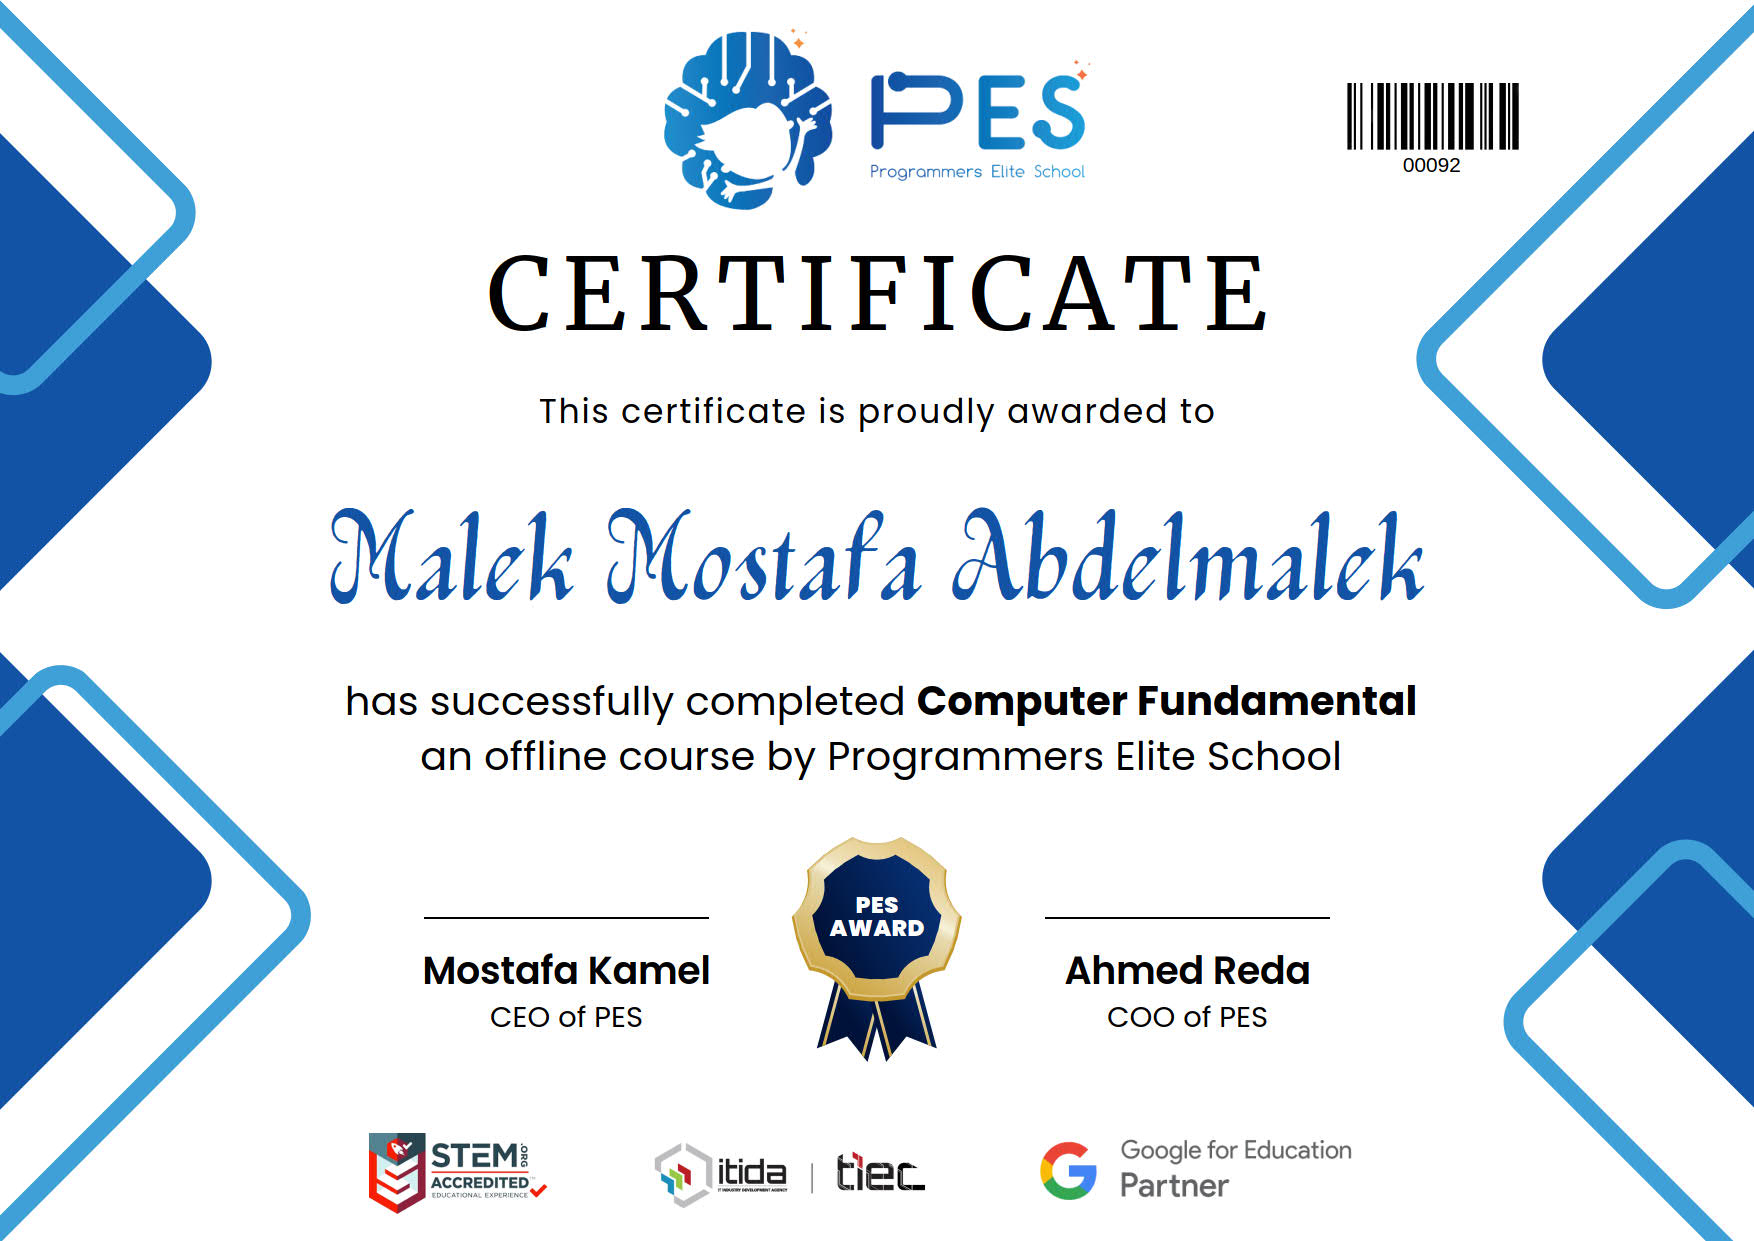 PES
Programmers Elite School
00092
CERTIFICATE
This certificate is proudly awarded to
Malek Mostafa Abdelmalek
has successfully completed Computer Fundamental
an offline course by Programmers Elite School
PES
AWARD
Mostafa Kamel
CEO of PES
Ahmed Reda
COO of PES
STEM.ORG
ACCREDITED
EDUCATIONAL EXPERIENCE
itida
IT INDUSTRY DEVELOPMENT AGENCY
tiec
Google for Education
Partner